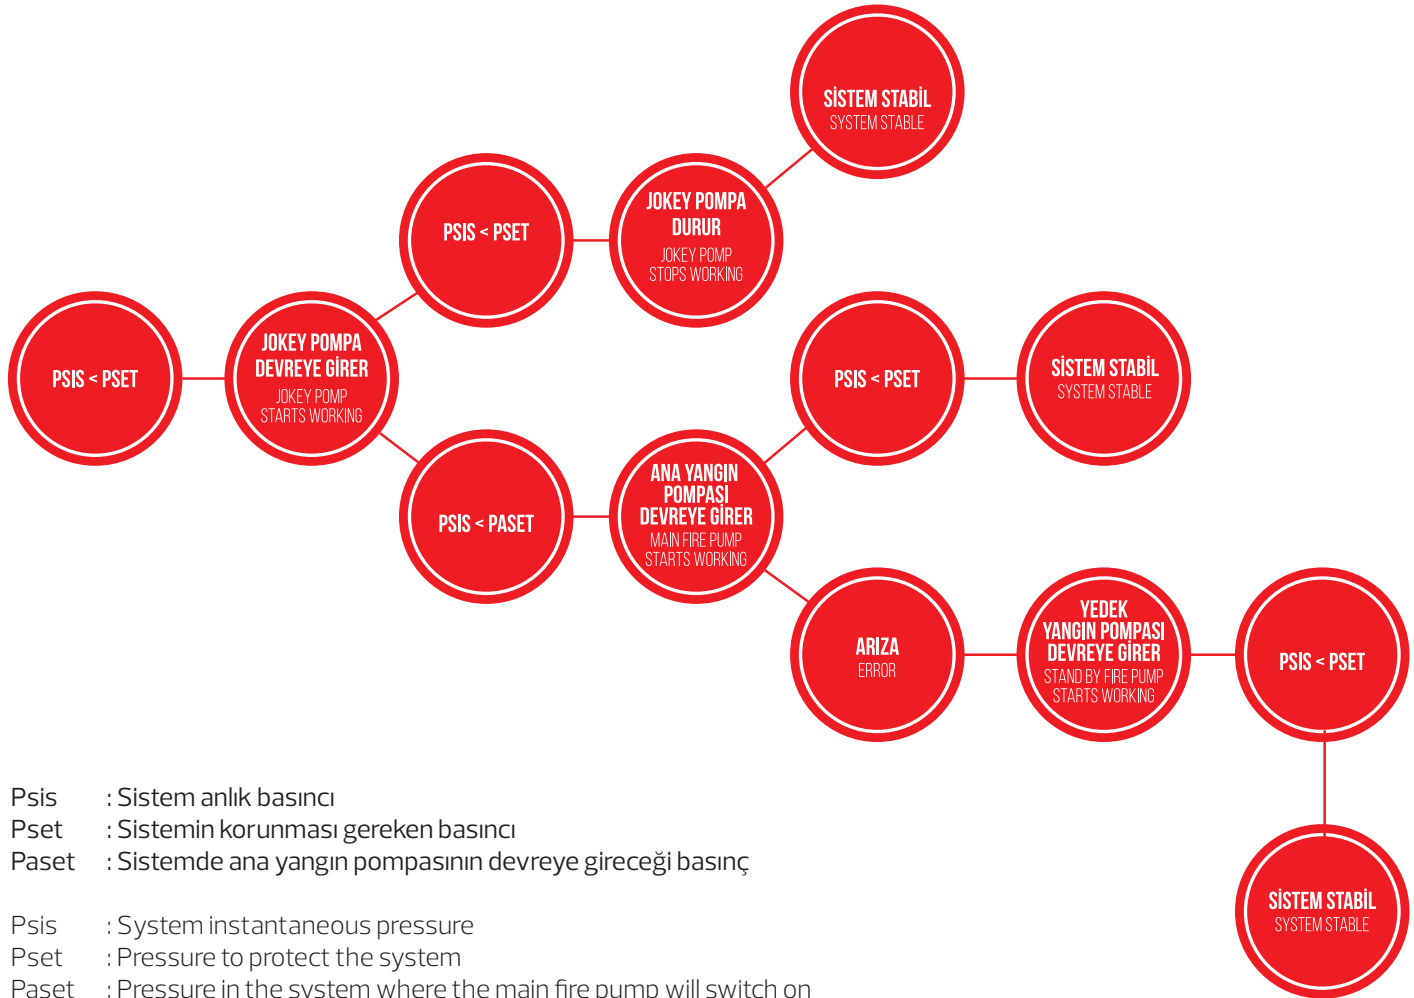 SİSTEM STABİL
SYSTEM STABLE
PSIS < PSET
JOKEY POMPA
DURUR
JOKEY POMP
STOPS WORKING
PSIS < PSET
JOKEY POMPA
DEVREYE GİRER
JOKEY POMP
STARTS WORKING
PSIS < PSET
SİSTEM STABİL
SYSTEM STABLE
PSIS < PASET
ANA YANGIN
POMPASI
DEVREYE GİRER
MAIN FIRE PUMP
STARTS WORKING
ARIZA
ERROR
YEDEK
YANGIN POMPASI
DEVREYE GİRER
STAND BY FIRE PUMP
STARTS WORKING
PSIS < PSET
SİSTEM STABİL
SYSTEM STABLE
Psis : Sistem anlık basıncı
Pset : Sistemin korunması gereken basıncı
Paset : Sistemde ana yangın pompasının devreye gireceği basınç
Psis : System instantaneous pressure
Pset : Pressure to protect the system
Paset : Pressure in the system where the main fire pump will switch on